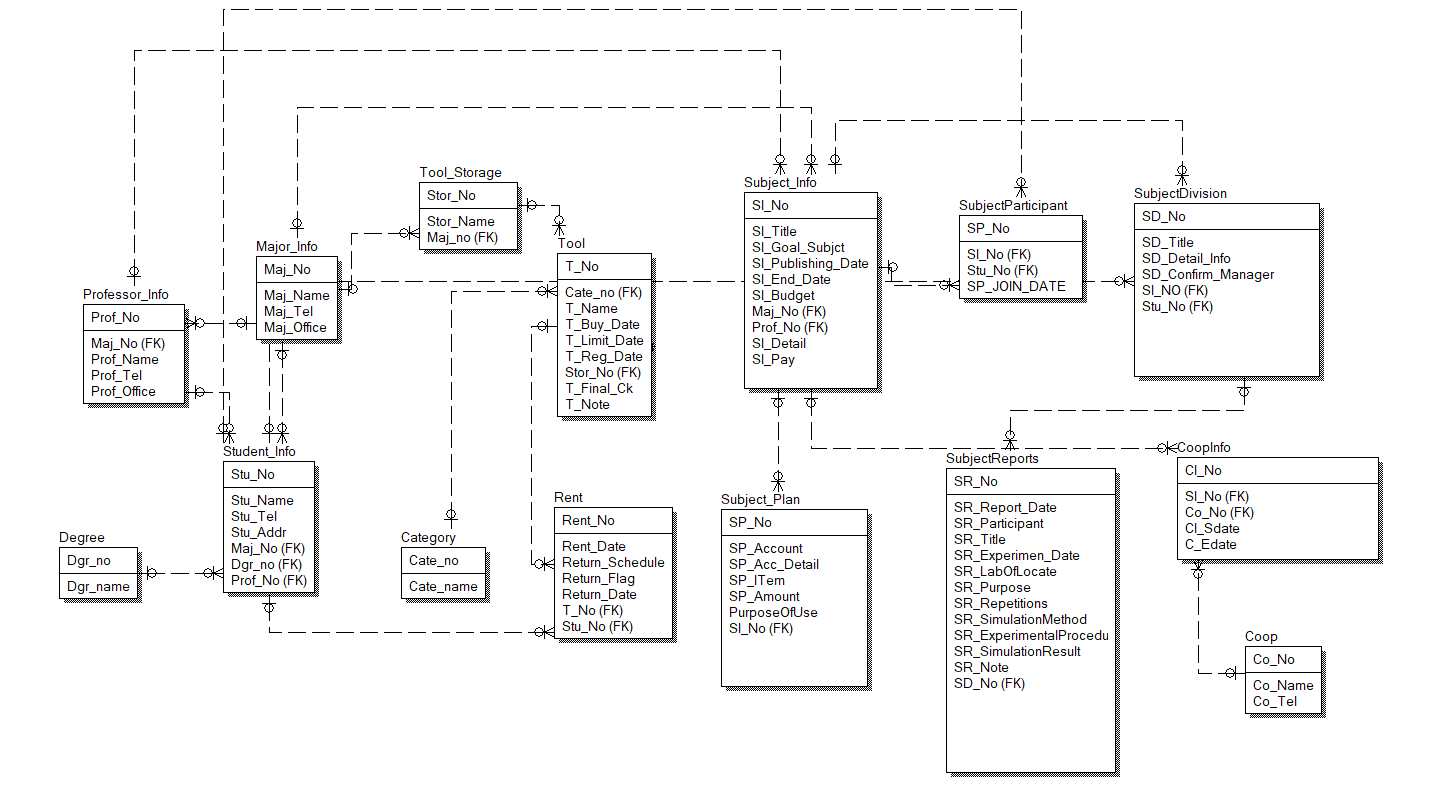 Tool_Storage
Stor_No
Stor_Name
Maj_no (FK)
Subject_Info
SI_No
SI_Title
SI_Goal_Subjct
SI_Publishing_Date
SI_End_Date
SI_Budget
Maj_No (FK)
Prof_No (FK)
SI_Detail
SI_Pay
SubjectParticipant
SP_No
SI_No (FK)
Stu_No (FK)
SP_JOIN_DATE
SubjectDivision
SD_No
SD_Title
SD_Detail_Info
SD_Confirm_Manager
SI_NO (FK)
Stu_No (FK)
Major_Info
Maj_No
Maj_Name
Maj_Tel
Maj_Office
Tool
T_No
Cate_no (FK)
T_Name
T_Buy_Date
T_Limit_Date
T_Reg_Date
Stor_No (FK)
T_Final_Ck
T_Note
Professor_Info
Prof_No
Maj_No (FK)
Prof_Name
Prof_Tel
Prof_Office
Student_Info
Stu_No
Stu_Name
Stu_Tel
Stu_Addr
Maj_No (FK)
Dgr_no (FK)
Prof_No (FK)
Degree
Dgr_no
Dgr_name
Category
Cate_no
Cate_name
Rent
Rent_No
Rent_Date
Return_Schedule
Return_Flag
Return_Date
T_No (FK)
Stu_No (FK)
Subject_Plan
SP_No
SP_Account
SP_Acc_Detail
SP_ITem
SP_Amount
PurposeOfUse
SI_No (FK)
SubjectReports
SR_No
SR_Report_Date
SR_Participant
SR_Title
SR_Experimen_Date
SR_LabOfLocate
SR_Purpose
SR_Repetitions
SR_SimulationMethod
SR_ExperimentalProcedu
SR_SimulationResult
SR_Note
SD_No (FK)
CoopInfo
CI_No
SI_No (FK)
Co_No (FK)
CI_Sdate
C_Edate
Coop
Co_No
Co_Name
Co_Tel